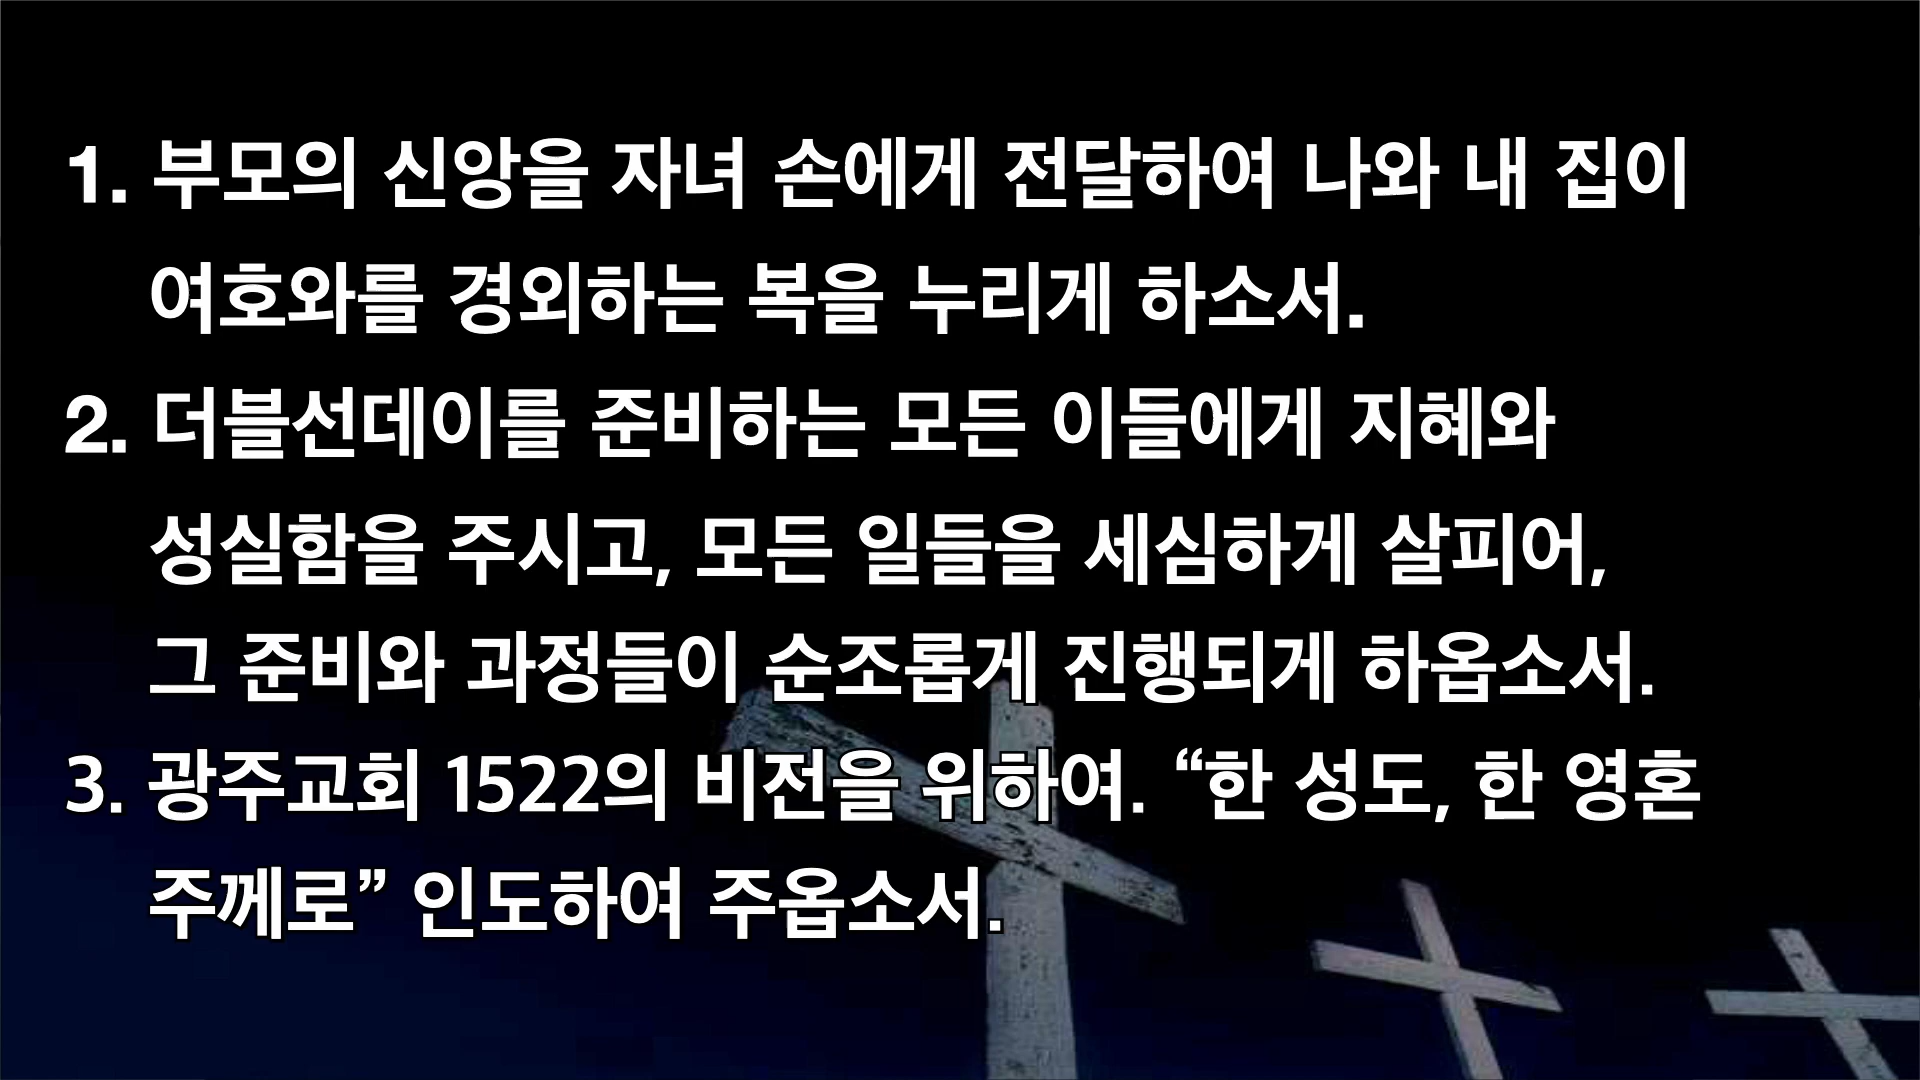 1. 부모의 신앙을 자녀 손에게 전달하여 나와 내 집이
여호와를 경외하는 복을 누리게 하소서.
2. 더블선데이를 준비하는 모든 이들에게 지혜와
성실함을 주시고, 모든 일들을 세심하게 살피어,
그 준비와 과정들이 순조롭게 진행되게 하옵소서.
3. 광주교회 1522의 비전을 위하여. “한 성도, 한 영혼
주께로” 인도하여 주옵소서.